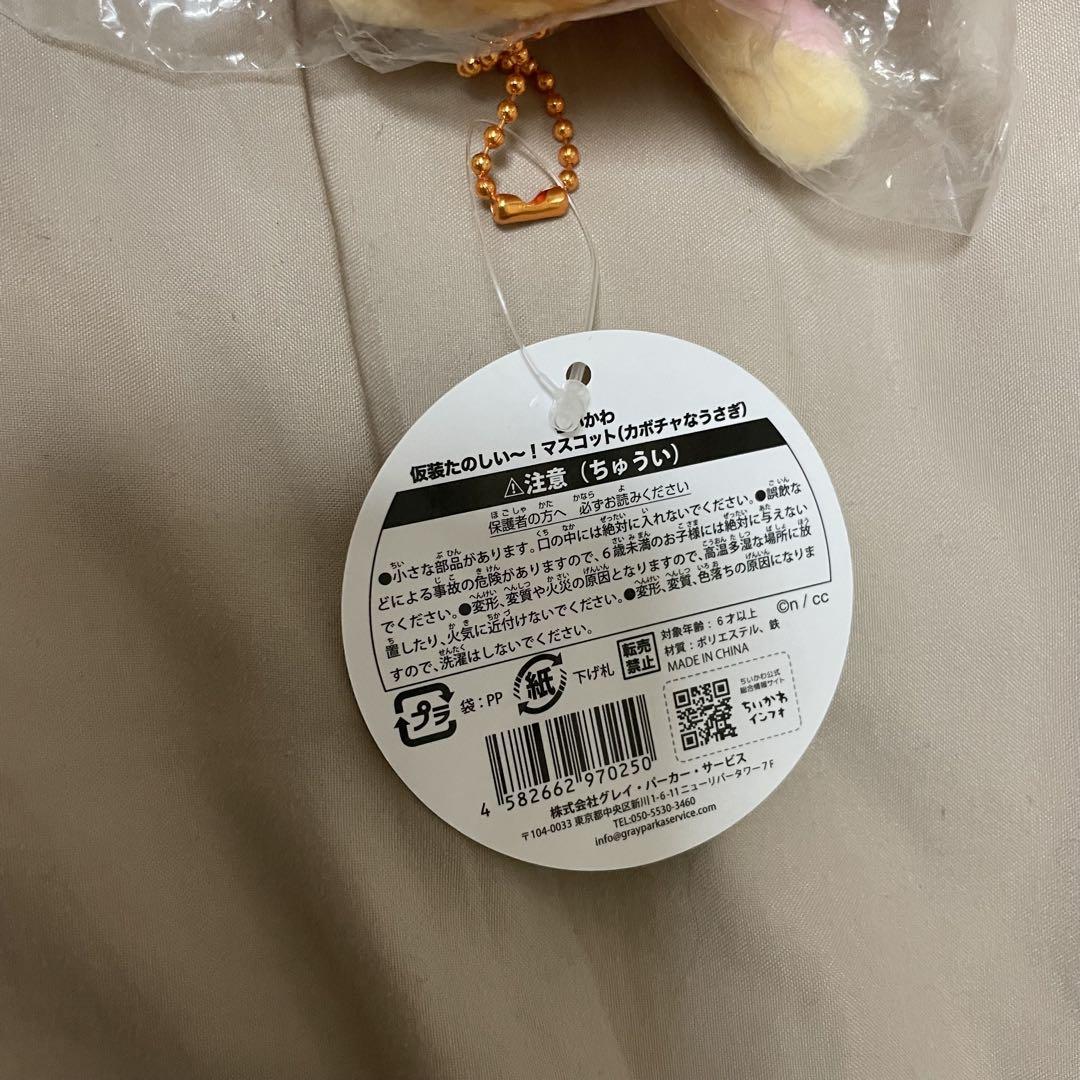 いかわ
仮装たのしい～！マスコット（カボチャなうさぎ）
⚠注意（ちゅうい）
保護者の方へ 必ずお読みください
●小さな部品があります。口の中には絶対に入れないでください。●誤飲な
どによる事故の危険がありますので、6歳未満のお子様には絶対に与えない
でください。●変形、変質や火災の原因となりますので、高温多湿な場所に放
置したり、火気に近付けないでください。●変形、変質、色落ちの原因になりま
すので、洗濯はしないでください。
©n / cc
プラ
袋：PP
紙
下げ札
転売
禁止
対象年齢：6才以上
材質：ポリエステル、鉄
MADE IN CHINA
ちいかわ公式
総合情報サイト
ちいかわ
インフォ
4 582662 970250
株式会社グレイ・パーカー・サービス
〒104-0033 東京都中央区新川1-6-11ニューリバータワー7F
TEL:050-5530-3460
info@grayparkaservice.com